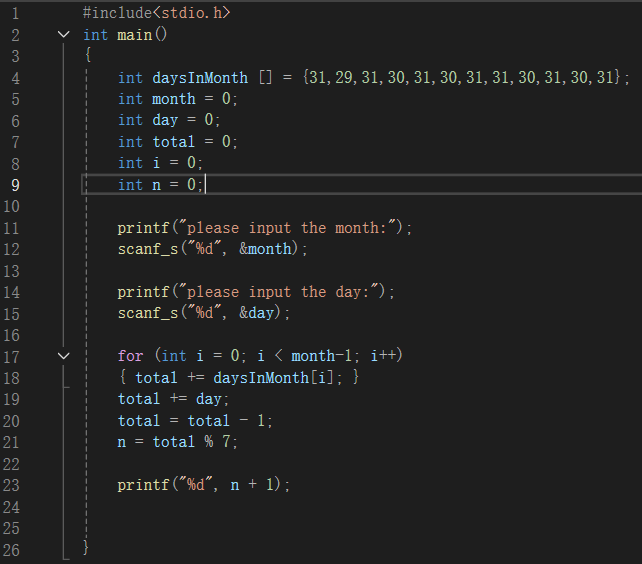 1 #include<stdio.h>
2 int main()
3 {
4 int daysInMonth [] = {31,29,31,30,31,30,31,31,30,31,30,31};
5 int month = 0;
6 int day = 0;
7 int total = 0;
8 int i = 0;
9 int n = 0;
10
11 printf("please input the month:");
12 scanf_s("%d", &month);
13
14 printf("please input the day:");
15 scanf_s("%d", &day);
16
17 for (int i = 0; i < month-1; i++)
18 { total += daysInMonth[i]; }
19 total += day;
20 total = total - 1;
21 n = total % 7;
22
23 printf("%d", n + 1);
24
25
26 }